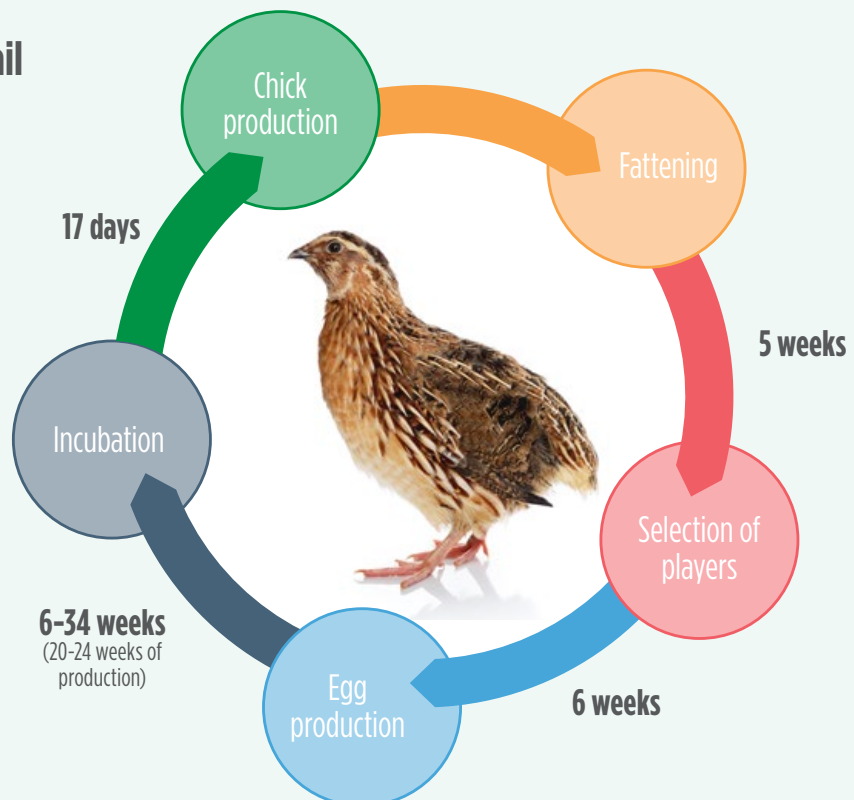 Chick
production
Fattening
17 days
5 weeks
Incubation
Selection of
players
6-34 weeks
(20-24 weeks of
production)
Egg
production
6 weeks